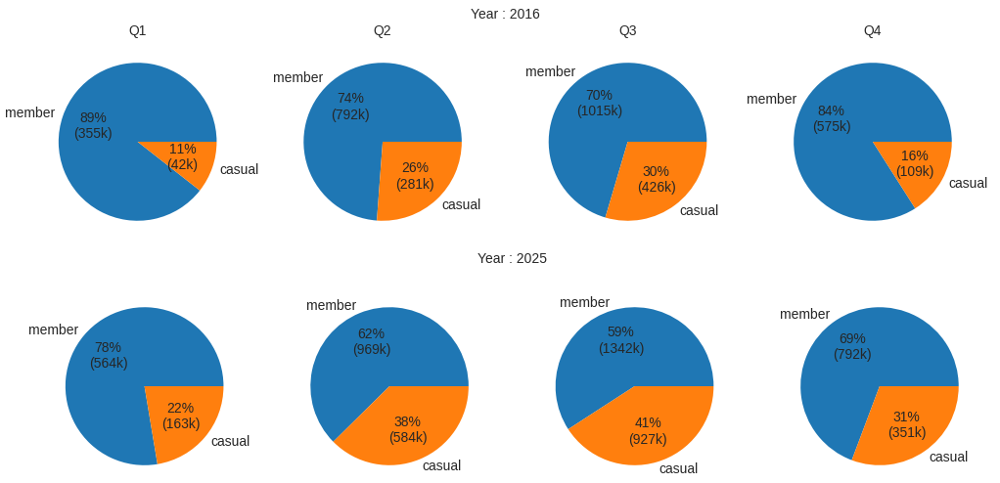 Year : 2016
Q1
Q2
Q3
Q4
member
89%
(355k)
11%
(42k)
casual
member
74%
(792k)
26%
(281k)
casual
member
70%
(1015k)
30%
(426k)
casual
member
84%
(575k)
16%
(109k)
casual
Year : 2025
member
78%
(564k)
22%
(163k)
casual
member
62%
(969k)
38%
(584k)
casual
member
59%
(1342k)
41%
(927k)
casual
member
69%
(792k)
31%
(351k)
casual